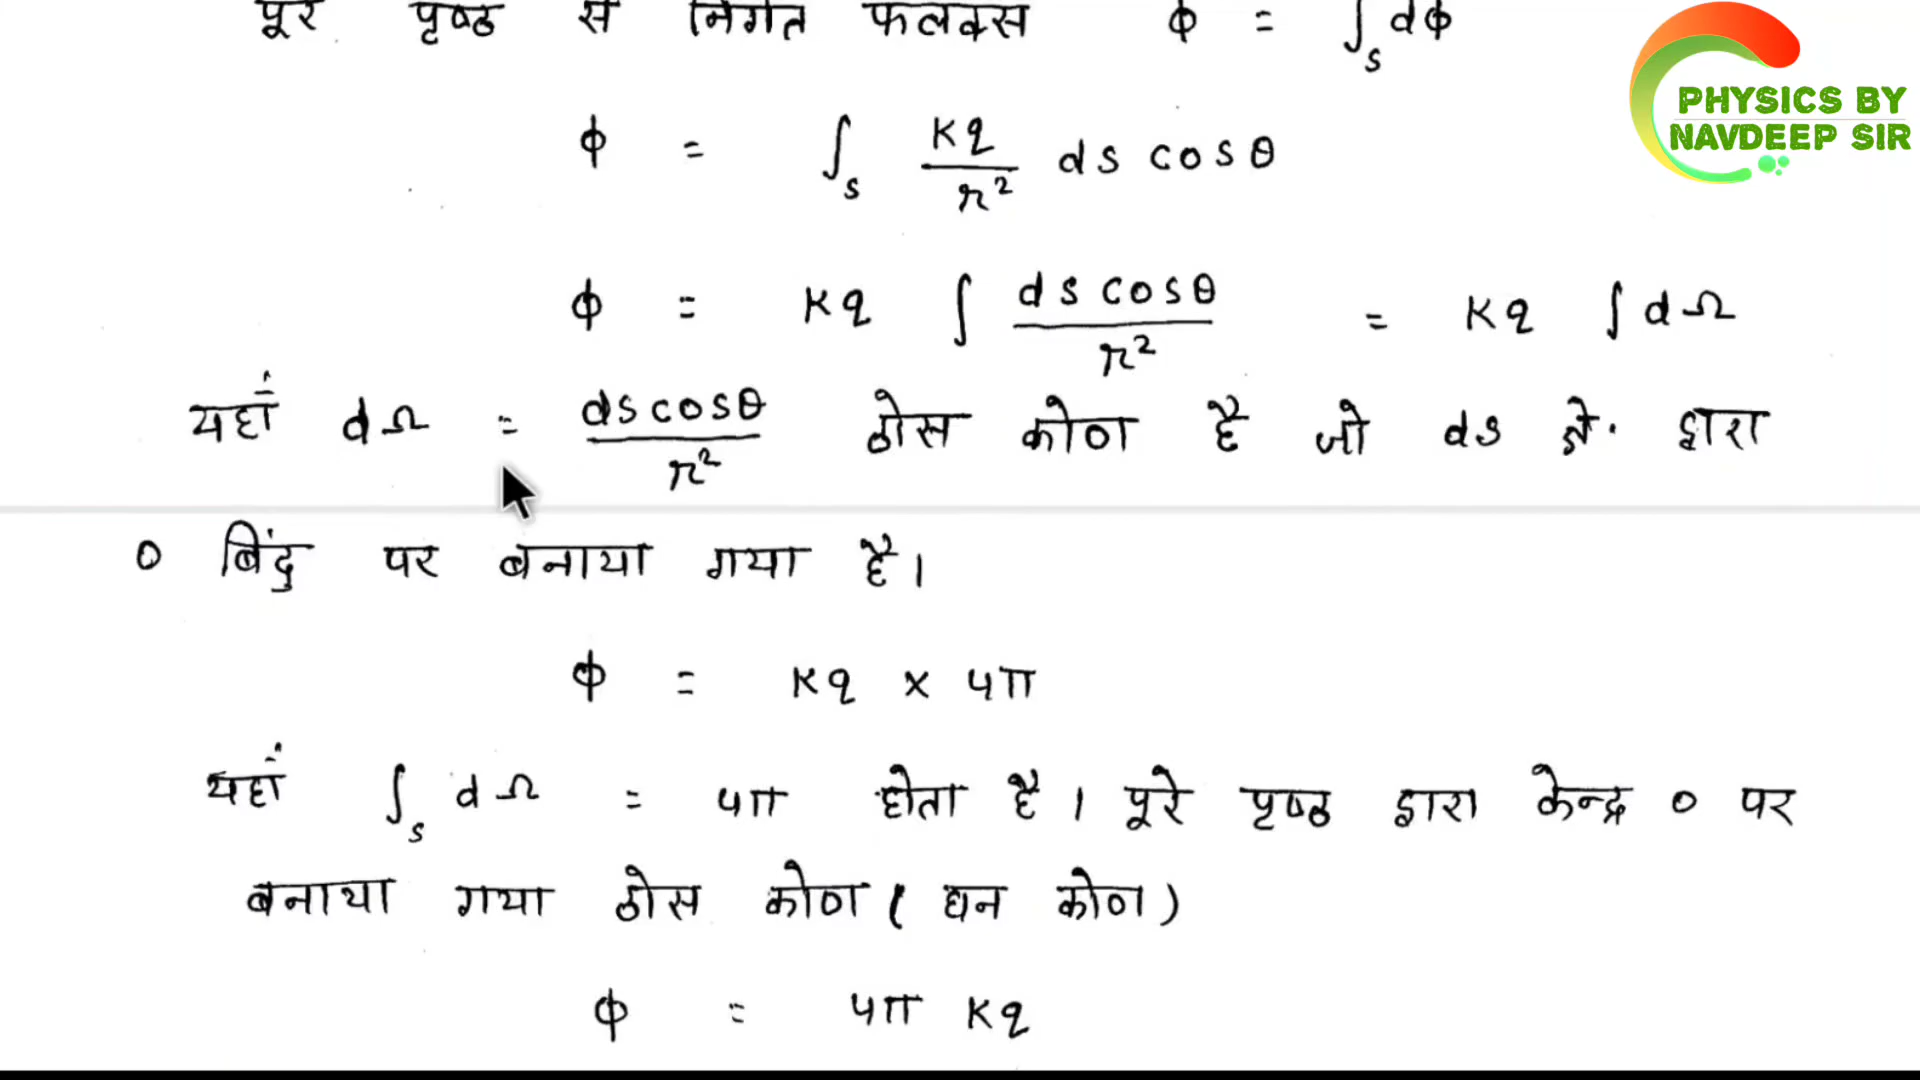 पूरे पृष्ठ से निर्गत फलक्स ϕ = ∫s dϕ
PHYSICS BY
NAVDEEP SIR
ϕ = ∫s Kq/r² ds cosθ
ϕ = Kq ∫ ds cosθ/r² = Kq ∫ dΩ
यहाँ dΩ = ds cosθ/r² ठोस कोण है जो ds क्षे. द्वारा
O बिंदु पर बनाया गया है।
ϕ = Kq × 4π
यहाँ ∫s dΩ = 4π होता है। पूरे पृष्ठ द्वारा केन्द्र O पर
बनाया गया ठोस कोण ( घन कोण )
ϕ = 4π Kq